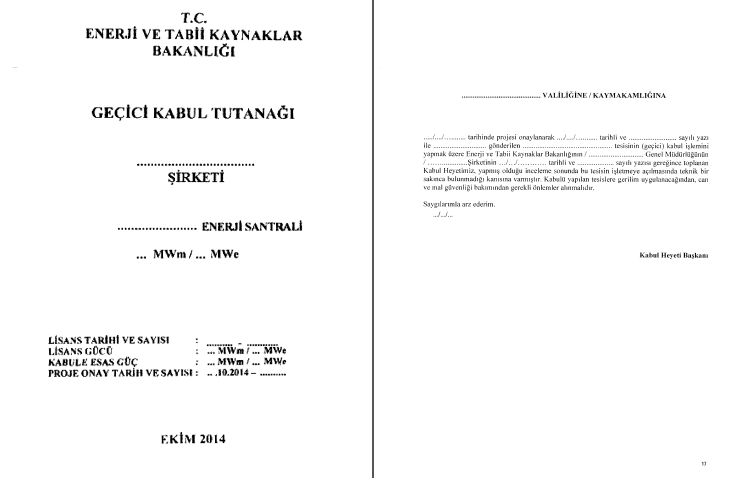 T.C.
ENERJİ VE TABİİ KAYNAKLAR
BAKANLIĞI
GEÇİCİ KABUL TUTANAĞI
..................................
ŞİRKETİ
....................... ENERJİ SANTRALİ
... MWm / ... MWe
LİSANS TARİHİ VE SAYISI : .......... - ............
LİSANS GÜCÜ : ... MWm / ... MWe
KABULE ESAS GÜÇ : ... MWm / ... MWe
PROJE ONAY TARİH VE SAYISI : .. .10.2014 – ..........
EKİM 2014
.......................................... VALİLİĞİNE / KAYMAKAMLIĞINA
...../..../............ tarihinde projesi onaylanarak ..../..../............ tarihli ve ........................ sayılı yazı
ile ......................... gönderilen ............................................ tesisinin (geçici) kabul işlemini
yapmak üzere Enerji ve Tabii Kaynaklar Bakanlığının / .......................... Genel Müdürlüğünün
/ ....................Şirketinin ..../..../............... tarihli ve ................... sayılı yazısı gereğince toplanan
Kabul Heyetimiz, yapmış olduğu inceleme sonunda bu tesisin işletmeye açılmasında teknik bir
sakınca bulunmadığı kanısına varmıştır. Kabulü yapılan tesislere gerilim uygulanacağından, can
ve mal güvenliği bakımından gerekli önlemler alınmalıdır.
Saygılarımla arz ederim.
.../.../...
Kabul Heyeti Başkanı